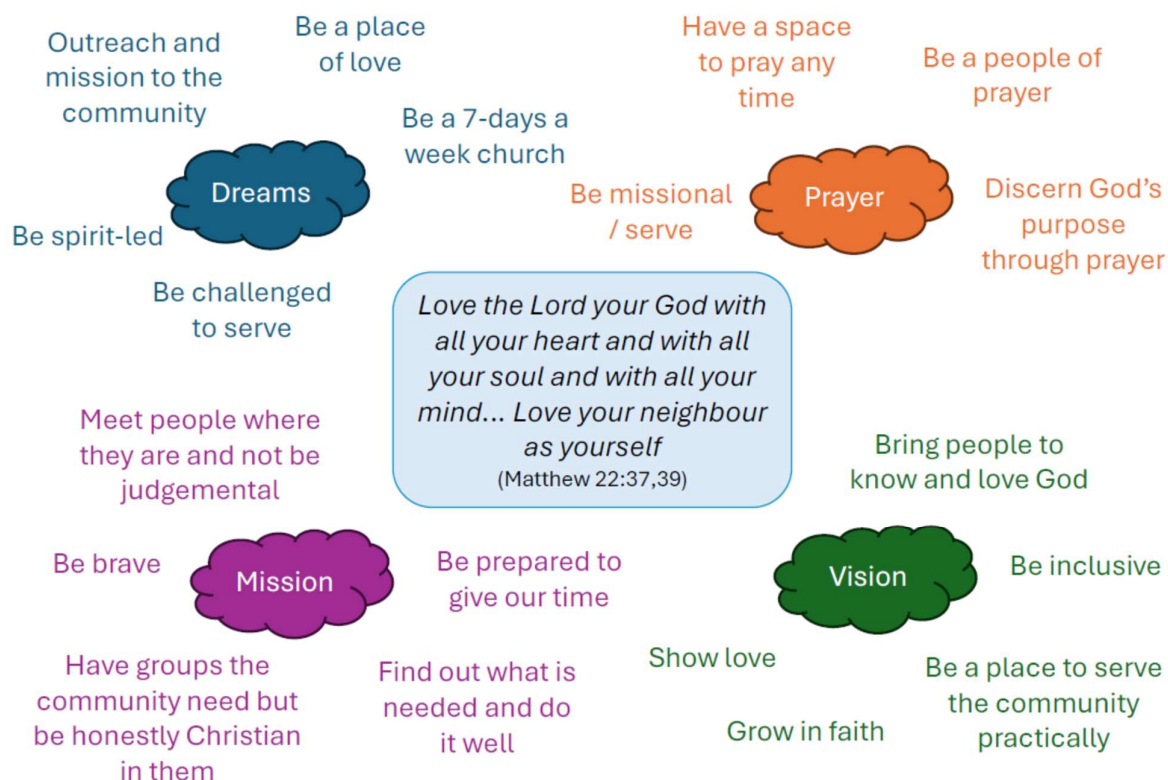 Outreach and
mission to the
community
Be a place
of love
Be a 7-days a
week church
Dreams
Be spirit-led
Be challenged
to serve
Have a space
to pray any
time
Be a people of
prayer
Be missional
/ serve
Prayer
Discern God’s
purpose
through prayer
Love the Lord your God with
all your heart and with all
your soul and with all your
mind... Love your neighbour
as yourself
(Matthew 22:37,39)
Meet people where
they are and not be
judgemental
Be brave
Mission
Be prepared to
give our time
Have groups the
community need but
be honestly Christian
in them
Find out what is
needed and do
it well
Bring people to
know and love God
Vision
Be inclusive
Show love
Grow in faith
Be a place to serve
the community
practically